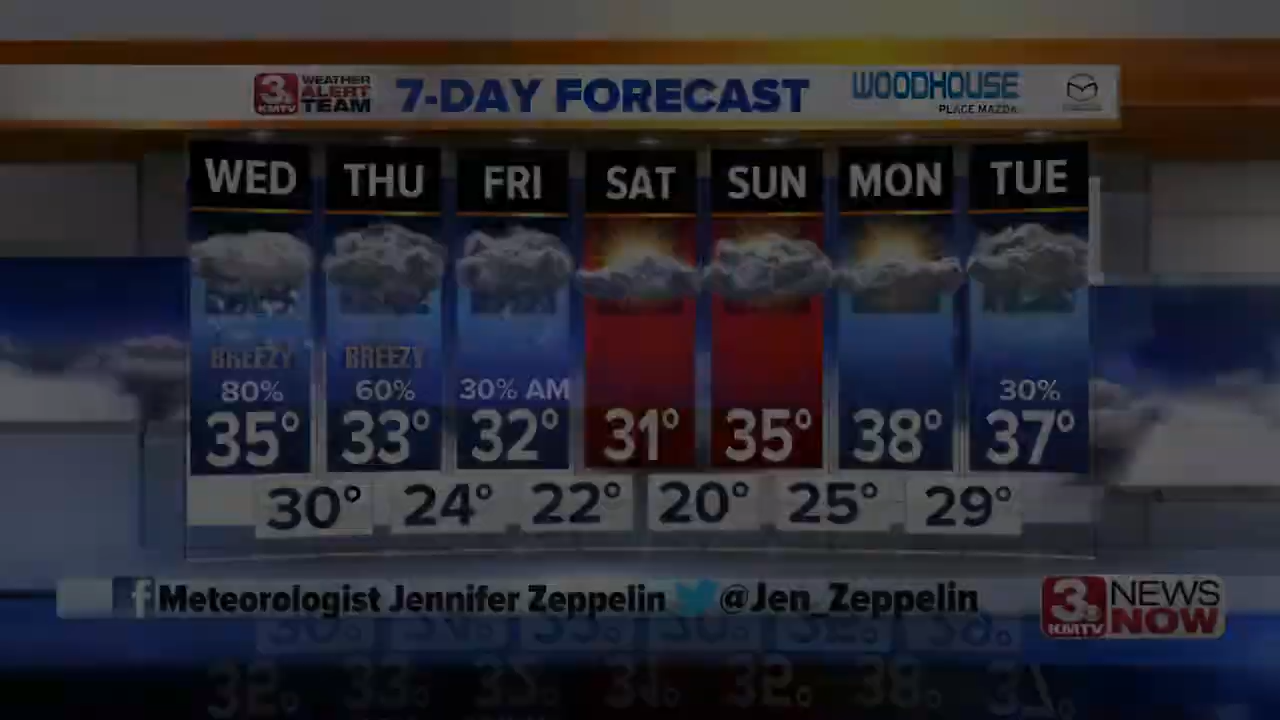 3 KMTV WEATHER ALERT TEAM 7-DAY FORECAST WOODHOUSE PLACE MAZDA
WED THU FRI SAT SUN MON TUE
BREEZY BREEZY
80% 60% 30% AM 30%
35° 33° 32° 31° 35° 38° 37°
30° 24° 22° 20° 25° 29°
f Meteorologist Jennifer Zeppelin @Jen_Zeppelin
3 KMTV NEWS NOW